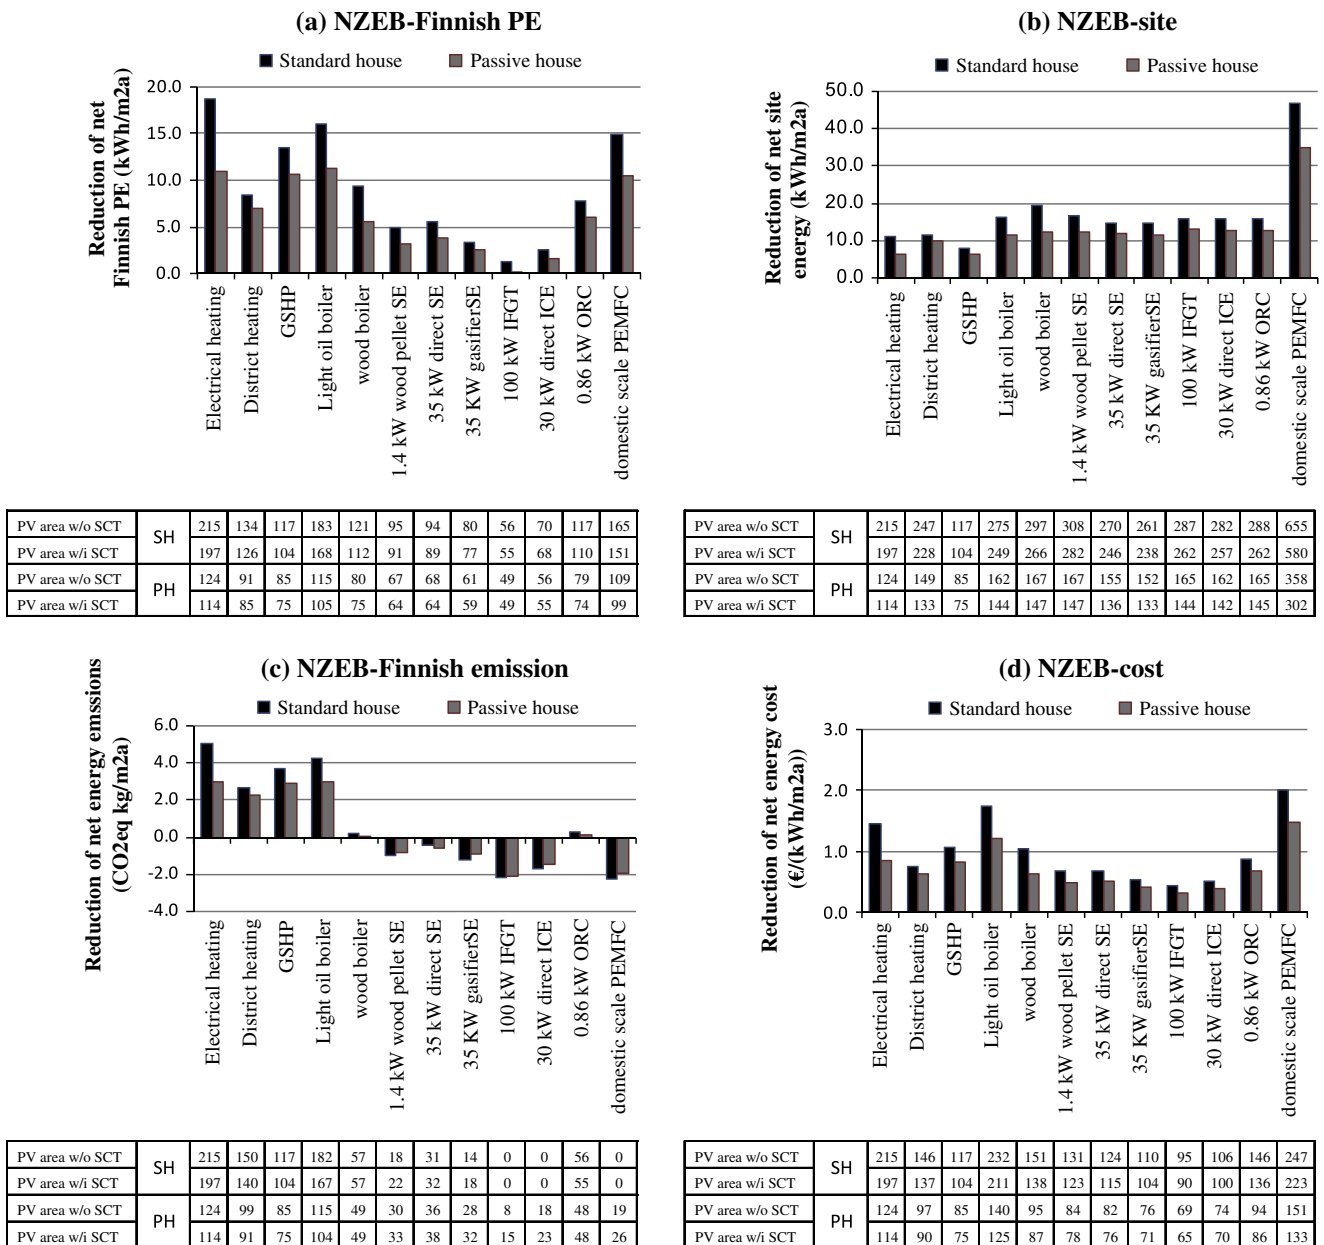 (a) NZEB-Finnish PE
Standard house Passive house
Reduction of net
Finnish PE (kWh/m2a)
20.0
15.0
10.0
5.0
0.0
Electrical heating
District heating
GSHP
Light oil boiler
wood boiler
1.4 kW wood pellet SE
35 kW direct SE
35 KW gasifierSE
100 kW IFGT
30 kW direct ICE
0.86 kW ORC
domestic scale PEMFC
PV area w/o SCT SH 215 134 117 183 121 95 94 80 56 70 117 165
PV area w/i SCT 197 126 104 168 112 91 89 77 55 68 110 151
PV area w/o SCT PH 124 91 85 115 80 67 68 61 49 56 79 109
PV area w/i SCT 114 85 75 105 75 64 64 59 49 55 74 99
(b) NZEB-site
Standard house Passive house
Reduction of net site
energy (kWh/m2a)
50.0
40.0
30.0
20.0
10.0
0.0
Electrical heating
District heating
GSHP
Light oil boiler
wood boiler
1.4 kW wood pellet SE
35 kW direct SE
35 KW gasifierSE
100 kW IFGT
30 kW direct ICE
0.86 kW ORC
domestic scale PEMFC
PV area w/o SCT SH 215 247 117 275 297 308 270 261 287 282 288 655
PV area w/i SCT 197 228 104 249 266 282 246 238 262 257 262 580
PV area w/o SCT PH 124 149 85 162 167 167 155 152 165 162 165 358
PV area w/i SCT 114 133 75 144 147 147 136 133 144 142 145 302
(c) NZEB-Finnish emission
Standard house Passive house
Reduction of net energy emssions
(CO2eq kg/m2a)
6.0
4.0
2.0
0.0
-2.0
-4.0
Electrical heating
District heating
GSHP
Light oil boiler
wood boiler
1.4 kW wood pellet SE
35 kW direct SE
35 KW gasifierSE
100 kW IFGT
30 kW direct ICE
0.86 kW ORC
domestic scale PEMFC
PV area w/o SCT SH 215 150 117 182 57 18 31 14 0 0 56 0
PV area w/i SCT 197 140 104 167 57 22 32 18 0 0 55 0
PV area w/o SCT PH 124 99 85 115 49 30 36 28 8 18 48 19
PV area w/i SCT 114 91 75 104 49 33 38 32 15 23 48 26
(d) NZEB-cost
Standard house Passive house
Reduction of net energy cost
(€/(kWh/m2a))
3.0
2.0
1.0
0.0
Electrical heating
District heating
GSHP
Light oil boiler
wood boiler
1.4 kW wood pellet SE
35 kW direct SE
35 KW gasifierSE
100 kW IFGT
30 kW direct ICE
0.86 kW ORC
domestic scale PEMFC
PV area w/o SCT SH 215 146 117 232 151 131 124 110 95 106 146 247
PV area w/i SCT 197 137 104 211 138 123 115 104 90 100 136 223
PV area w/o SCT PH 124 97 85 140 95 84 82 76 69 74 94 151
PV area w/i SCT 114 90 75 125 87 78 76 71 65 70 86 133